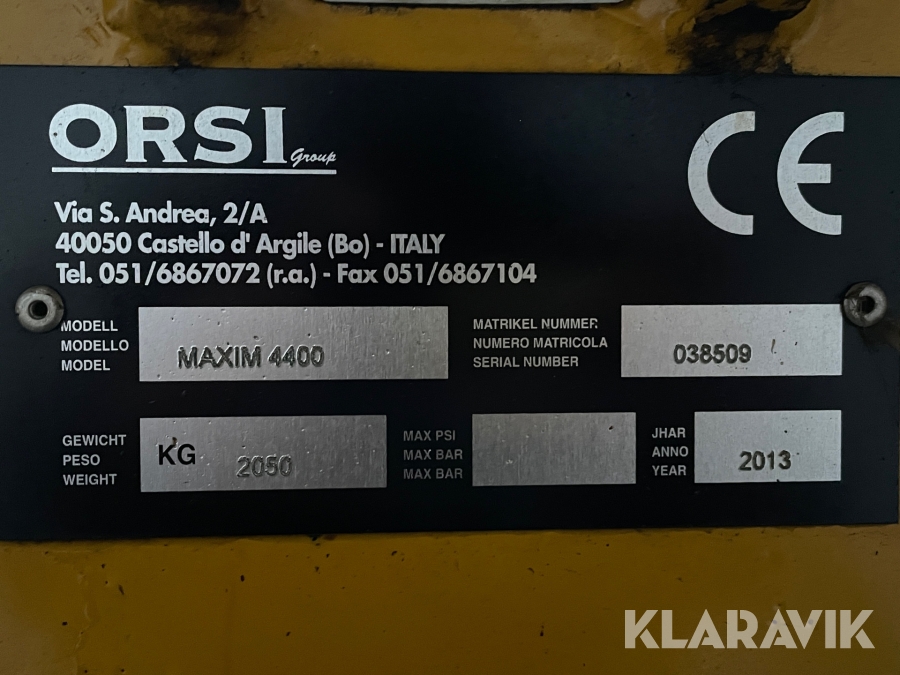 ORSI Group
CE
Via S. Andrea, 2/A
40050 Castello d' Argile (Bo) - ITALY
Tel. 051/6867072 (r.a.) - Fax 051/6867104
MODELL
MODELLO
MODEL
MAXIM 4400
MATRIKEL NUMMER
NUMERO MATRICOLA
SERIAL NUMBER
038509
GEWICHT
PESO
WEIGHT
KG 2050
MAX PSI
MAX BAR
MAX BAR
JHAR
ANNO
YEAR
2013
KLARAVIK